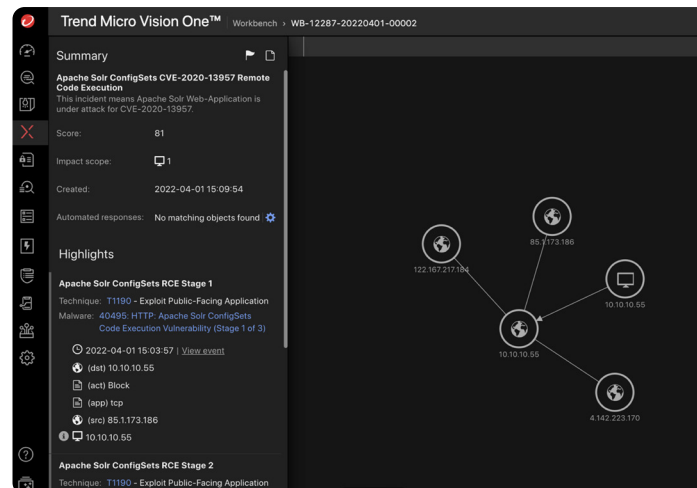 Trend Micro Vision One™ Workbench > WB-12287-20220401-00002
Summary
Apache Solr ConfigSets CVE-2020-13957 Remote
Code Execution
This incident means Apache Solr Web-Application is
under attack for CVE-2020-13957.
Score: 81
Impact scope: 1
Created: 2022-04-01 15:09:54
Automated responses: No matching objects found
Highlights
Apache Solr ConfigSets RCE Stage 1
Technique: T1190 - Exploit Public-Facing Application
Malware: 40495: HTTP: Apache Solr ConfigSets
Code Execution Vulnerability (Stage 1 of 3)
2022-04-01 15:03:57 | View event
(dst) 10.10.10.55
(act) Block
(app) tcp
(src) 85.1.173.186
10.10.10.55
Apache Solr ConfigSets RCE Stage 2
Technique: T1190 - Exploit Public-Facing Application
85.1.173.186
122.167.217.184
10.10.10.55
10.10.10.55
4.142.223.170